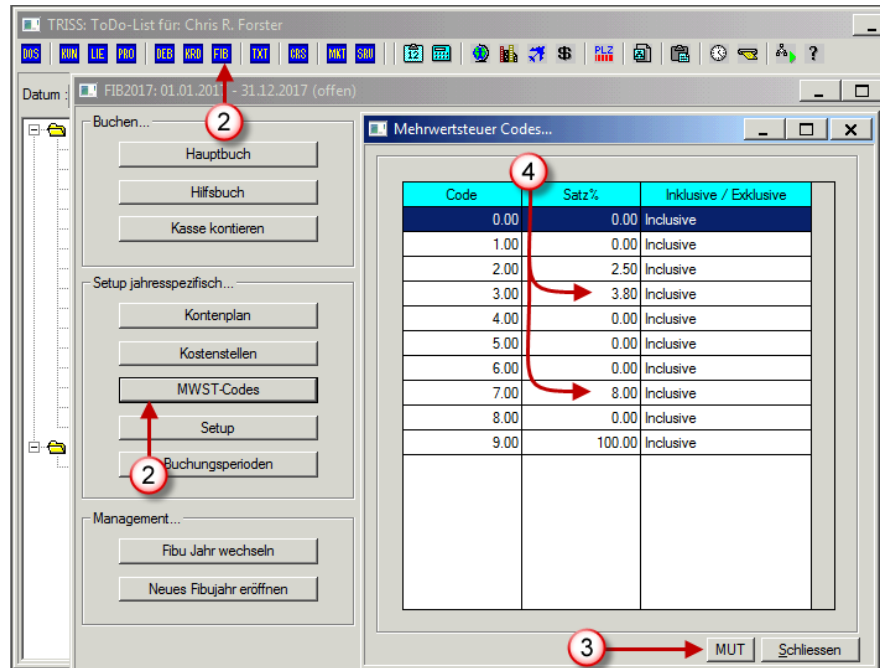 TRISS: ToDo-List für: Chris R. Forster
DOS KUN LIE PRO DEB KRD FIB TXT CRS MKT SRU 12 $ PLZ ?
Datum :
FIB2017: 01.01.2017 - 31.12.2017 (offen)
2
Buchen...
Hauptbuch
Hilfsbuch
Kasse kontieren
Setup jahresspezifisch...
Kontenplan
Kostenstellen
MWST-Codes
Setup
Buchungsperioden
2
Management...
Fibu Jahr wechseln
Neues Fibujahr eröffnen
Mehrwertsteuer Codes...
4
Code Satz% Inklusive / Exklusive
0.00 0.00 Inclusive
1.00 0.00 Inclusive
2.00 2.50 Inclusive
3.00 3.80 Inclusive
4.00 0.00 Inclusive
5.00 0.00 Inclusive
6.00 0.00 Inclusive
7.00 8.00 Inclusive
8.00 0.00 Inclusive
9.00 100.00 Inclusive
3
MUT Schliessen